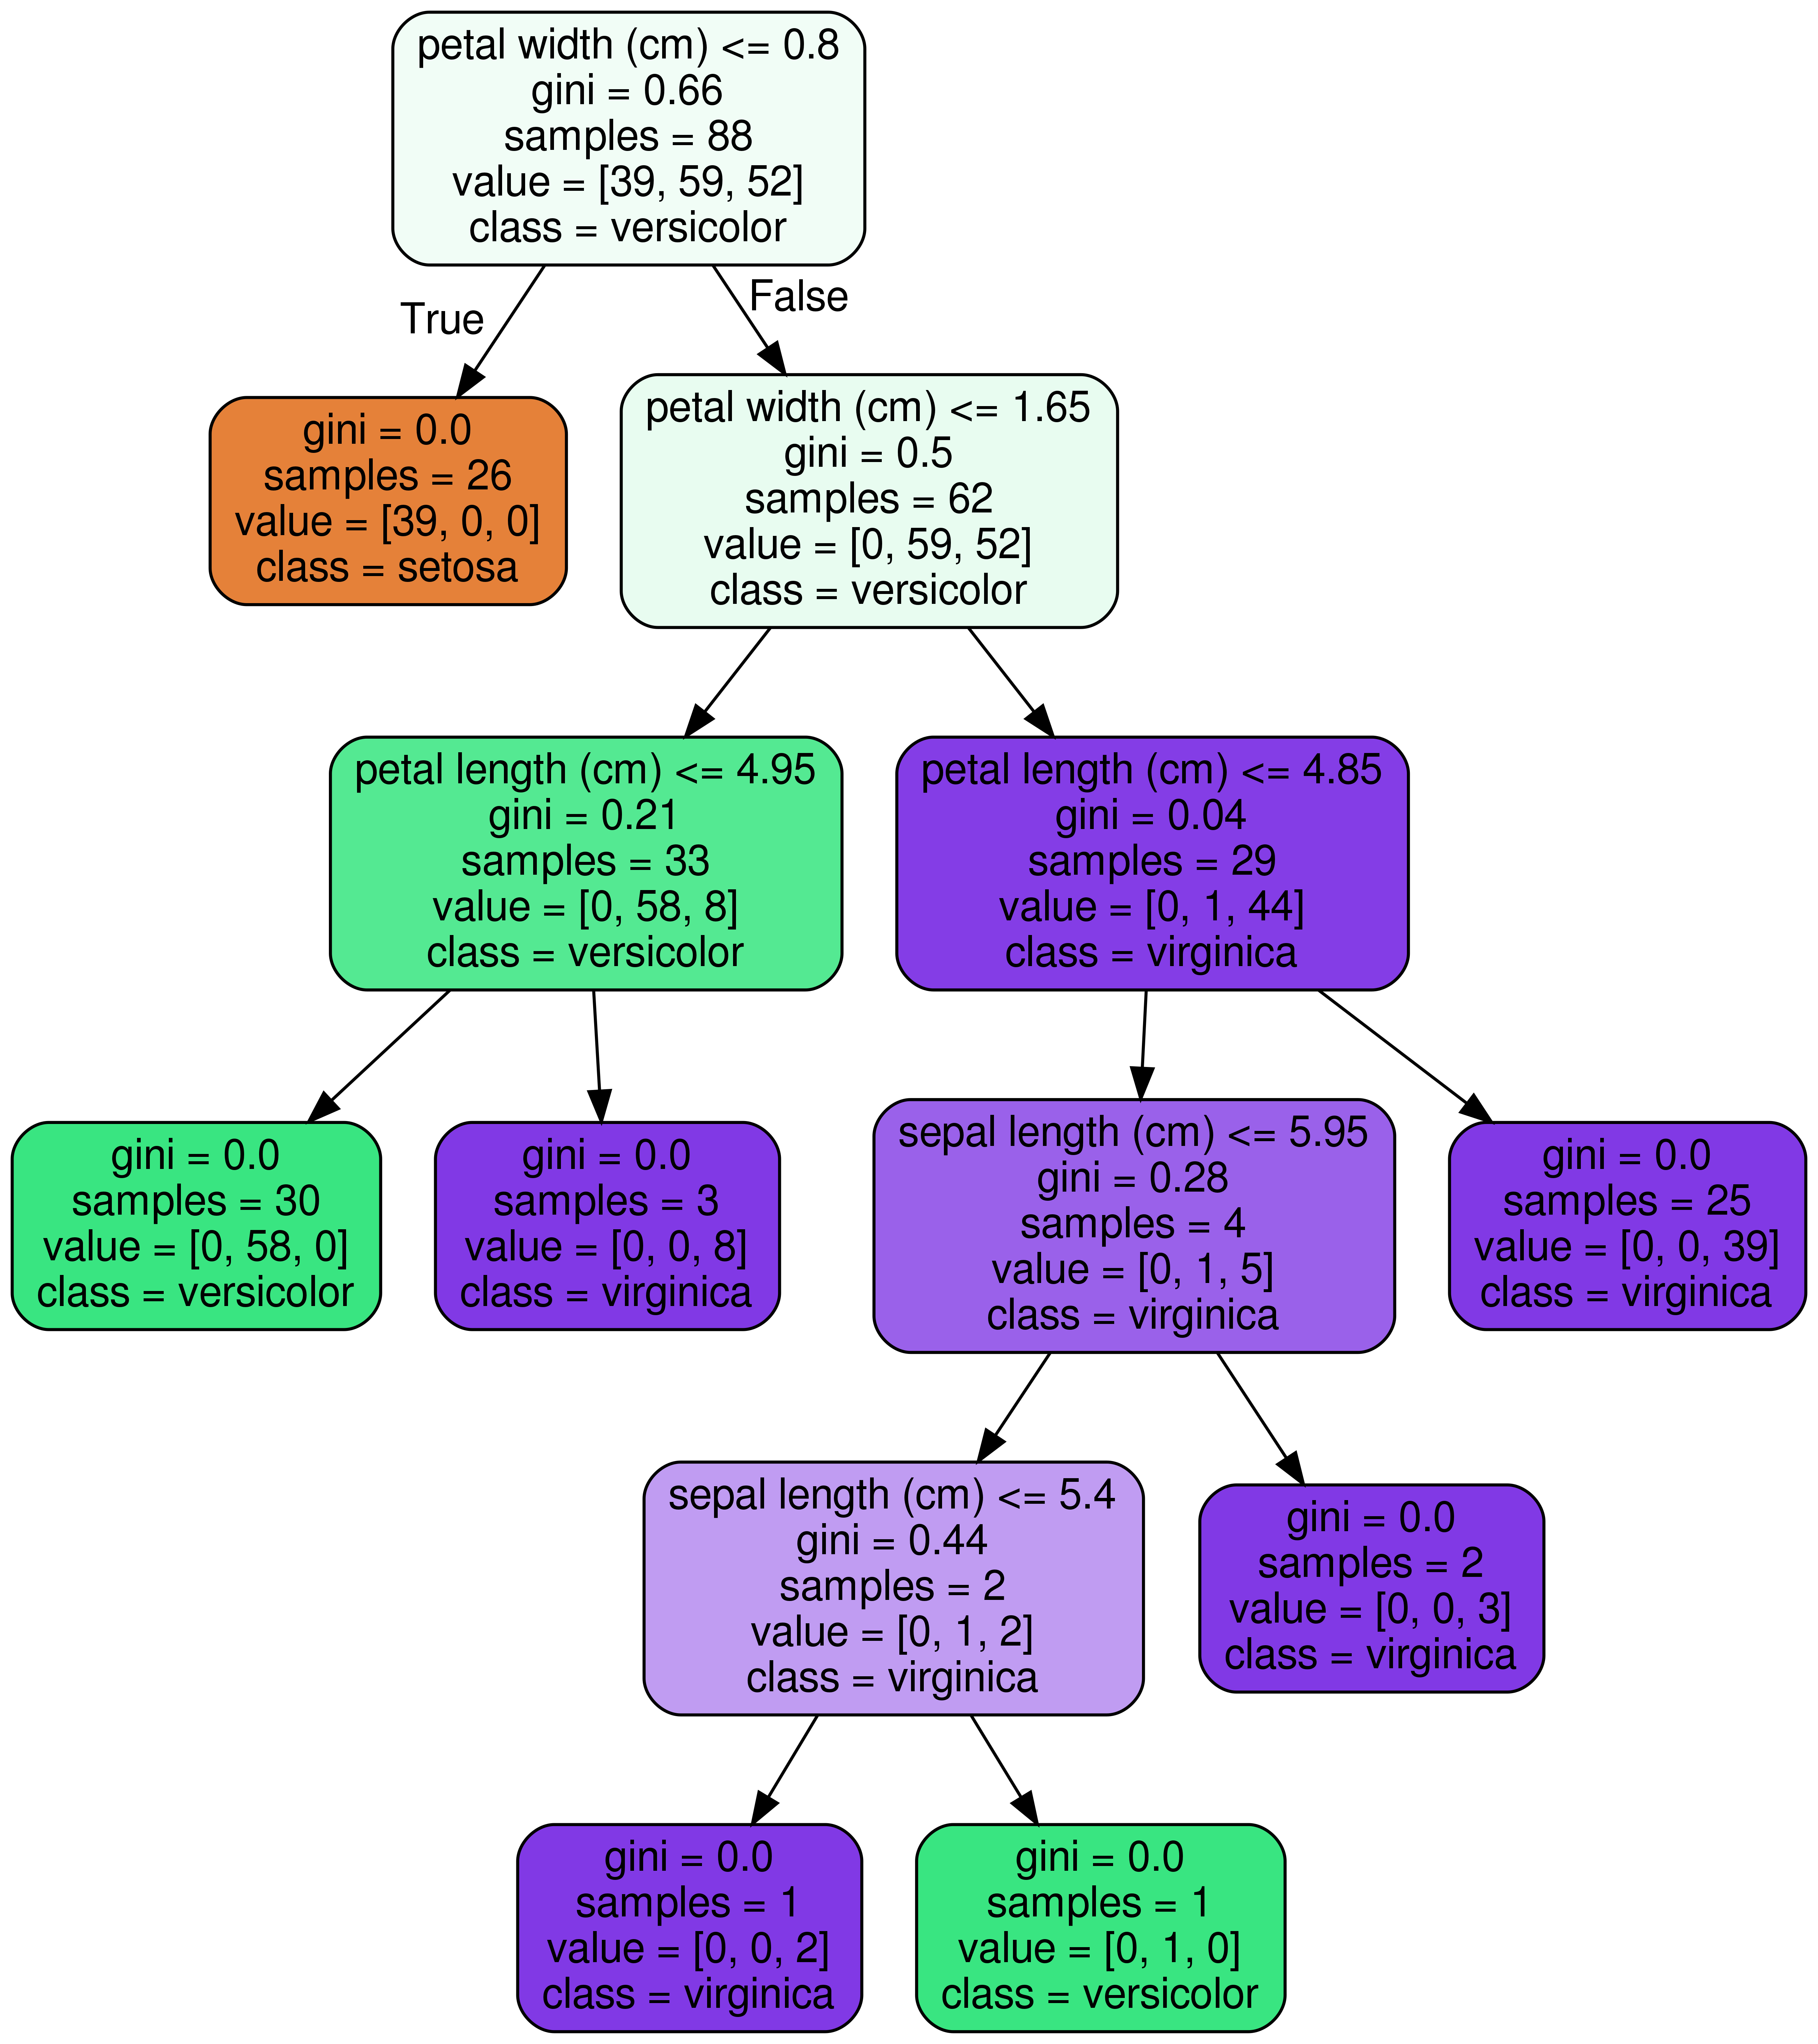 petal width (cm) <= 0.8
gini = 0.66
samples = 88
value = [39, 59, 52]
class = versicolor
True
False
gini = 0.0
samples = 26
value = [39, 0, 0]
class = setosa
petal width (cm) <= 1.65
gini = 0.5
samples = 62
value = [0, 59, 52]
class = versicolor
petal length (cm) <= 4.95
gini = 0.21
samples = 33
value = [0, 58, 8]
class = versicolor
petal length (cm) <= 4.85
gini = 0.04
samples = 29
value = [0, 1, 44]
class = virginica
gini = 0.0
samples = 30
value = [0, 58, 0]
class = versicolor
gini = 0.0
samples = 3
value = [0, 0, 8]
class = virginica
sepal length (cm) <= 5.95
gini = 0.28
samples = 4
value = [0, 1, 5]
class = virginica
gini = 0.0
samples = 25
value = [0, 0, 39]
class = virginica
sepal length (cm) <= 5.4
gini = 0.44
samples = 2
value = [0, 1, 2]
class = virginica
gini = 0.0
samples = 2
value = [0, 0, 3]
class = virginica
gini = 0.0
samples = 1
value = [0, 0, 2]
class = virginica
gini = 0.0
samples = 1
value = [0, 1, 0]
class = versicolor